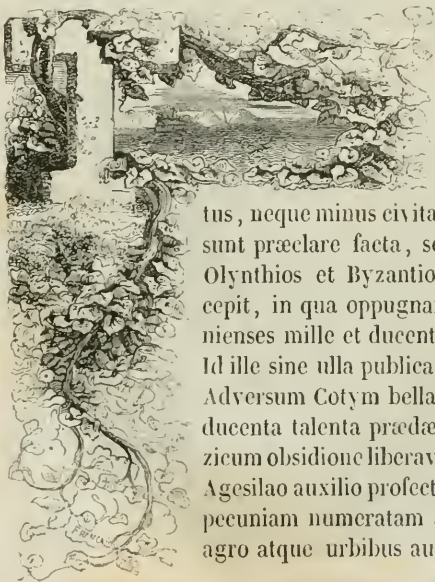 tus, neque minus civita
sunt præclare facta, se
Olynthios et Byzantio
cepit, in qua oppugna
nienses mille et ducent
Id ille sine ulla publica
Adversum Cotym bella
ducenta talenta prædæ
zicum obsidione liberav
Agesilao auxilio profect
pecuniam numeratam
agro atque urbibus au